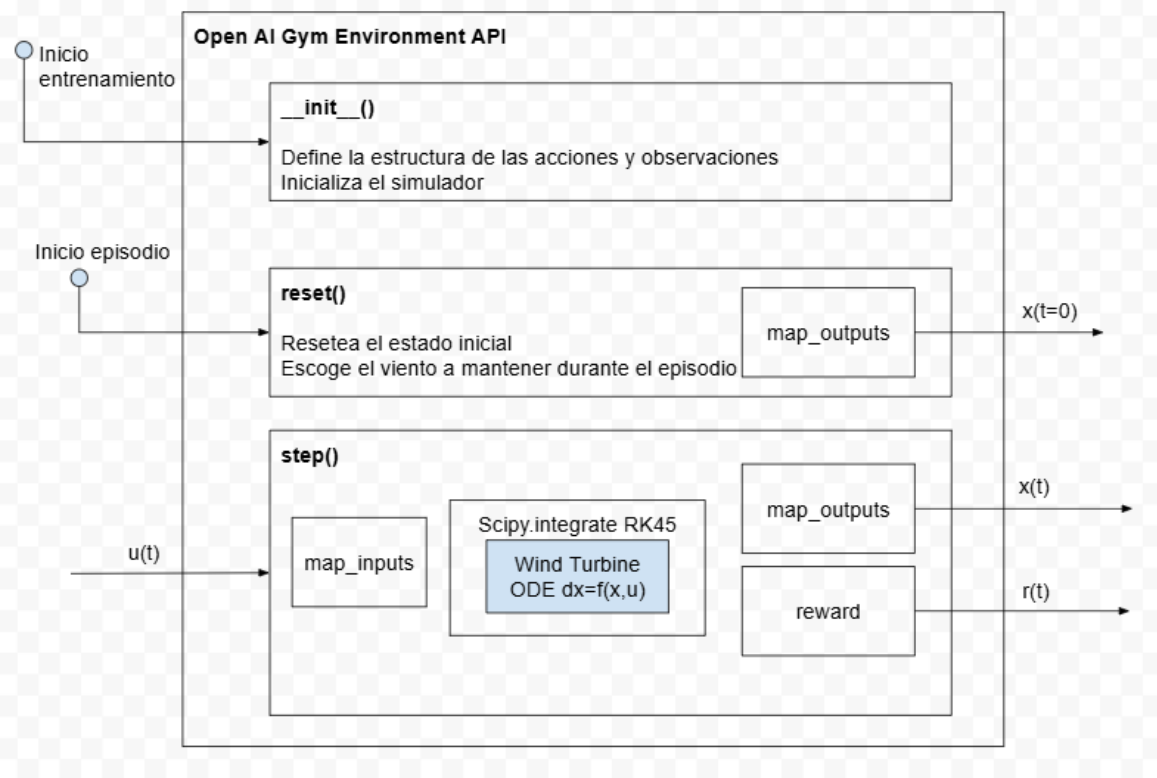 Open AI Gym Environment API
Inicio
entrenamiento
__init__()
Define la estructura de las acciones y observaciones
Inicializa el simulador
Inicio episodio
reset()
Resetea el estado inicial
Escoge el viento a mantener durante el episodio
map_outputs
x(t=0)
step()
u(t)
map_inputs
Scipy.integrate RK45
Wind Turbine
ODE dx=f(x,u)
map_outputs
x(t)
reward
r(t)